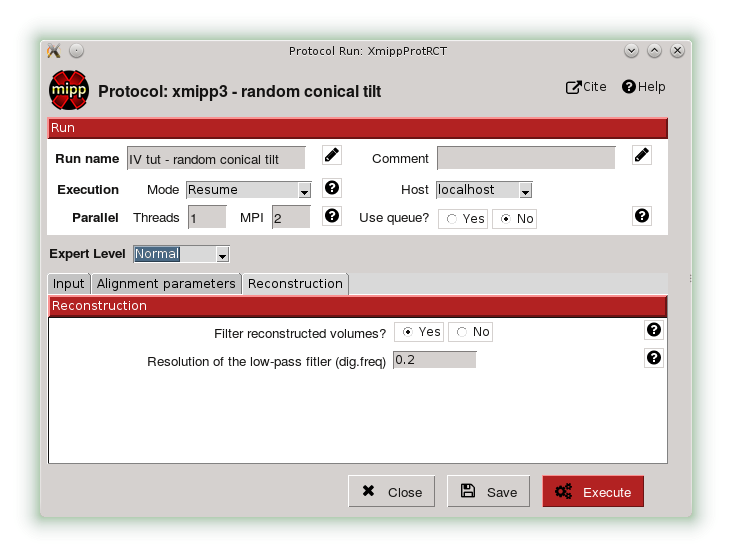 Protocol Run: XmippProtRCT
mipp Protocol: xmipp3 - random conical tilt Cite Help
Run
Run name IV tut - random conical tilt Comment
Execution Mode Resume Host localhost
Parallel Threads 1 MPI 2 Use queue? Yes No
Expert Level Normal
Input Alignment parameters Reconstruction
Reconstruction
Filter reconstructed volumes? Yes No
Resolution of the low-pass fitler (dig.freq) 0.2
Close Save Execute